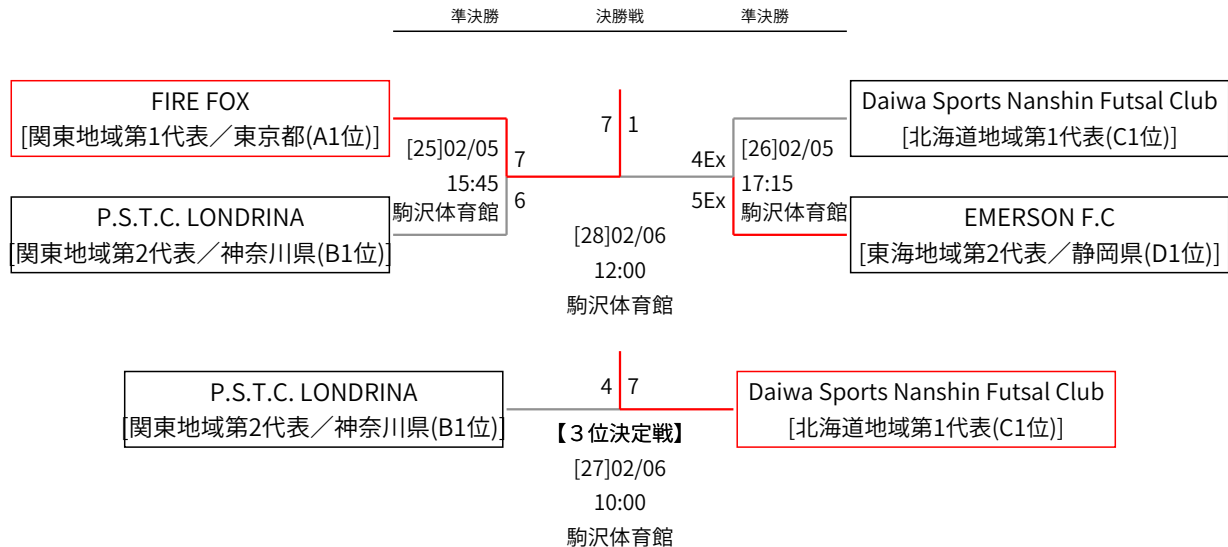 準決勝 決勝戦 準決勝
FIRE FOX
[関東地域第1代表／東京都(A1位)]
P.S.T.C. LONDRINA
[関東地域第2代表／神奈川県(B1位)]
[25]02/05
15:45
駒沢体育館
7
6
7 1
[28]02/06
12:00
駒沢体育館
4Ex
5Ex
[26]02/05
17:15
駒沢体育館
Daiwa Sports Nanshin Futsal Club
[北海道地域第1代表(C1位)]
EMERSON F.C
[東海地域第2代表／静岡県(D1位)]
P.S.T.C. LONDRINA
[関東地域第2代表／神奈川県(B1位)]
4 7
【３位決定戦】
[27]02/06
10:00
駒沢体育館
Daiwa Sports Nanshin Futsal Club
[北海道地域第1代表(C1位)]